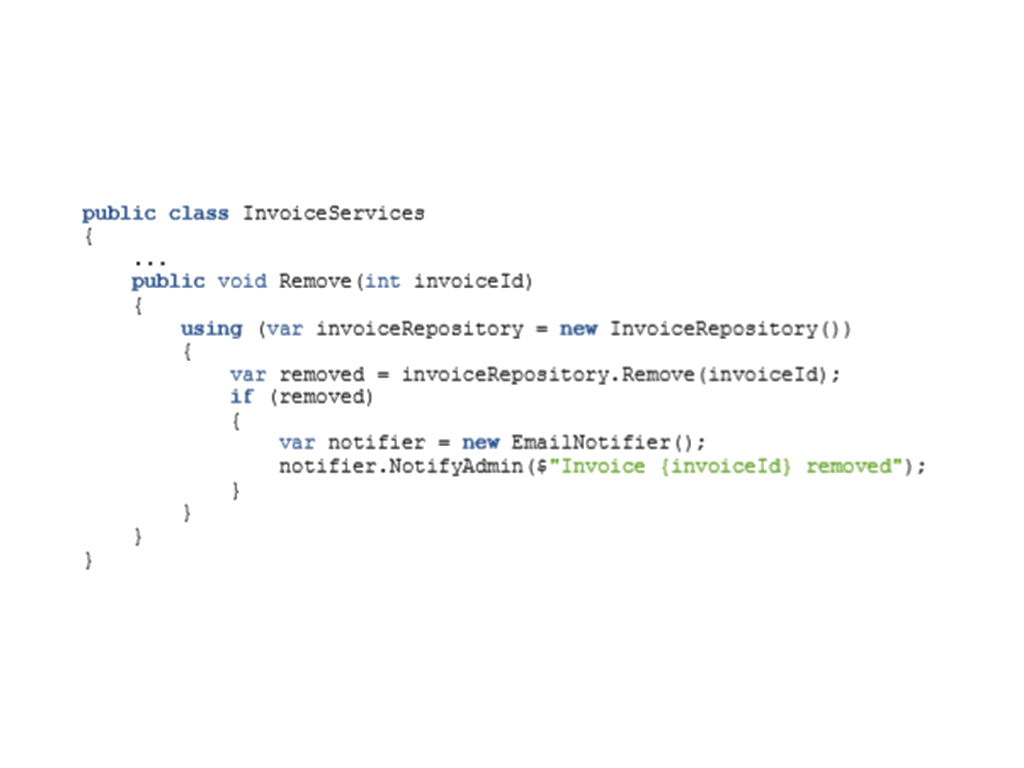 public class InvoiceServices
{
    ...
    public void Remove(int invoiceId)
    {
        using (var invoiceRepository = new InvoiceRepository())
        {
            var removed = invoiceRepository.Remove(invoiceId);
            if (removed)
            {
                var notifier = new EmailNotifier();
                notifier.NotifyAdmin($"Invoice {invoiceId} removed");
            }
        }
    }
}